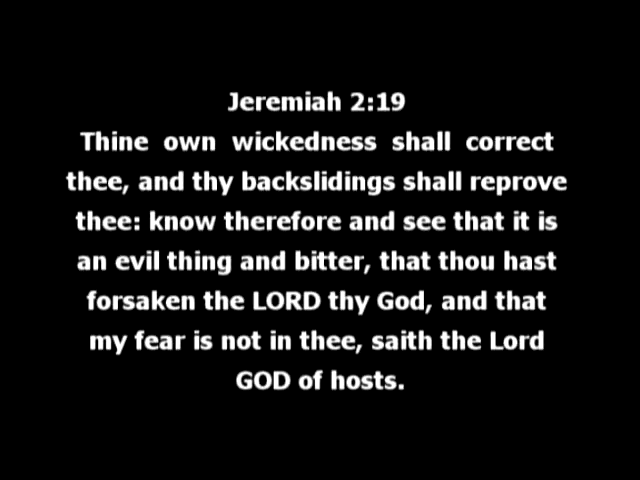 Jeremiah 2:19
Thine own wickedness shall correct
thee, and thy backslidings shall reprove
thee: know therefore and see that it is
an evil thing and bitter, that thou hast
forsaken the LORD thy God, and that
my fear is not in thee, saith the Lord
GOD of hosts.